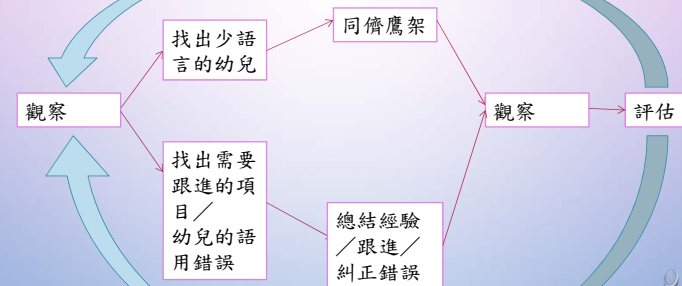 觀察
找出少語
言的幼兒
同儕鷹架
找出需要
跟進的項
目／
幼兒的語
用錯誤
總結經驗
／跟進／
糾正錯誤
觀察
評估